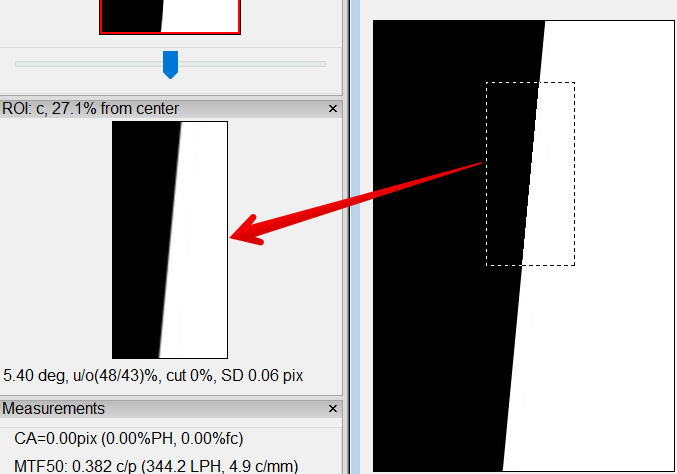 ROI: c, 27.1% from center
5.40 deg, u/o(48/43)%, cut 0%, SD 0.06 pix
Measurements
CA=0.00pix (0.00%PH, 0.00%fc)
MTF50: 0.382 c/p (344.2 LPH, 4.9 c/mm)